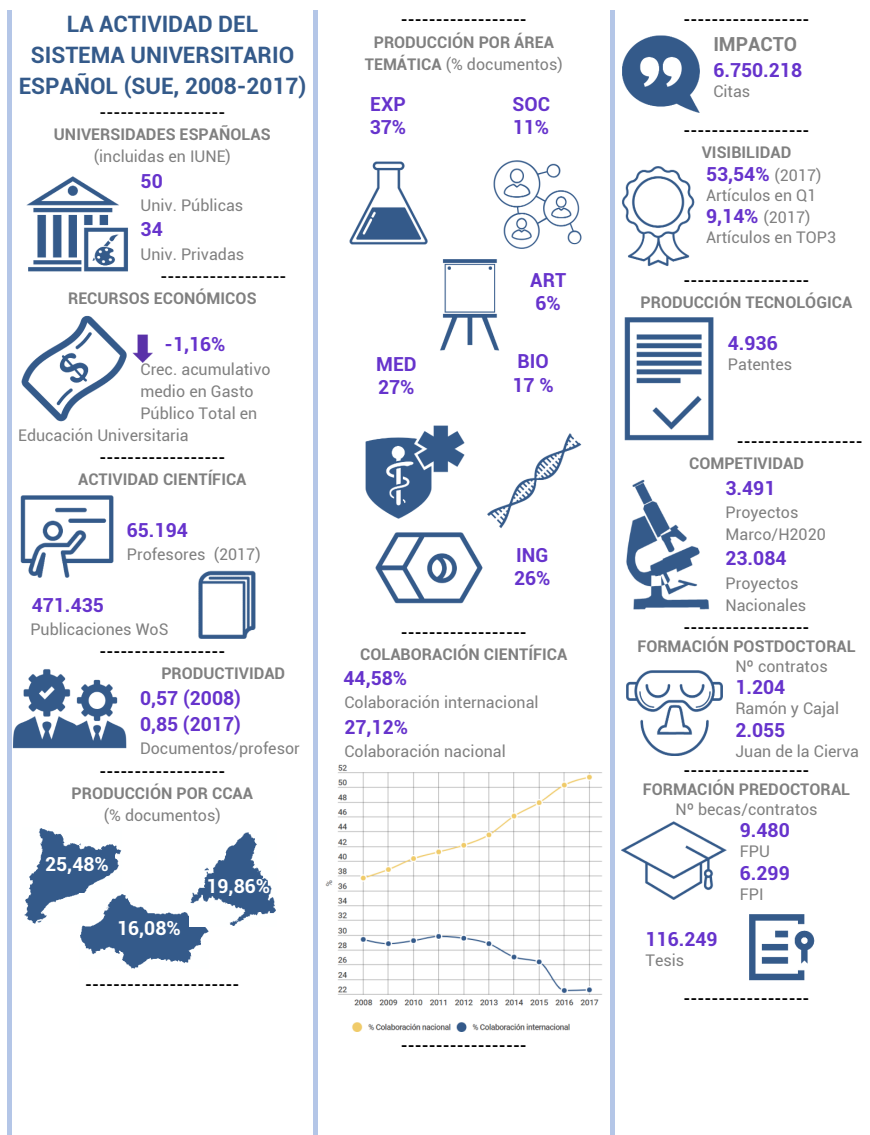 LA ACTIVIDAD DEL
SISTEMA UNIVERSITARIO
ESPAÑOL (SUE, 2008-2017)
UNIVERSIDADES ESPAÑOLAS
(incluidas en IUNE)
50
Univ. Públicas
34
Univ. Privadas
RECURSOS ECONÓMICOS
$
-1,16%
Crec. acumulativo
medio en Gasto
Público Total en
Educación Universitaria
ACTIVIDAD CIENTÍFICA
65.194
Profesores (2017)
471.435
Publicaciones WoS
PRODUCTIVIDAD
0,57 (2008)
0,85 (2017)
Documentos/profesor
PRODUCCIÓN POR CCAA
(% documentos)
25,48%
19,86%
16,08%
PRODUCCIÓN POR ÁREA
TEMÁTICA (% documentos)
EXP
37%
SOC
11%
ART
6%
MED
27%
BIO
17 %
ING
26%
COLABORACIÓN CIENTÍFICA
44,58%
Colaboración internacional
27,12%
Colaboración nacional
52
50
48
46
44
42
40
38
36
34
32
30
28
26
24
22
%
2008 2009 2010 2011 2012 2013 2014 2015 2016 2017
% Colaboración nacional % Colaboración internacional
IMPACTO
6.750.218
Citas
VISIBILIDAD
53,54% (2017)
Artículos en Q1
9,14% (2017)
Artículos en TOP3
PRODUCCIÓN TECNOLÓGICA
4.936
Patentes
COMPETIVIDAD
3.491
Proyectos
Marco/H2020
23.084
Proyectos
Nacionales
FORMACIÓN POSTDOCTORAL
Nº contratos
1.204
Ramón y Cajal
2.055
Juan de la Cierva
FORMACIÓN PREDOCTORAL
Nº becas/contratos
9.480
FPU
6.299
FPI
116.249
Tesis